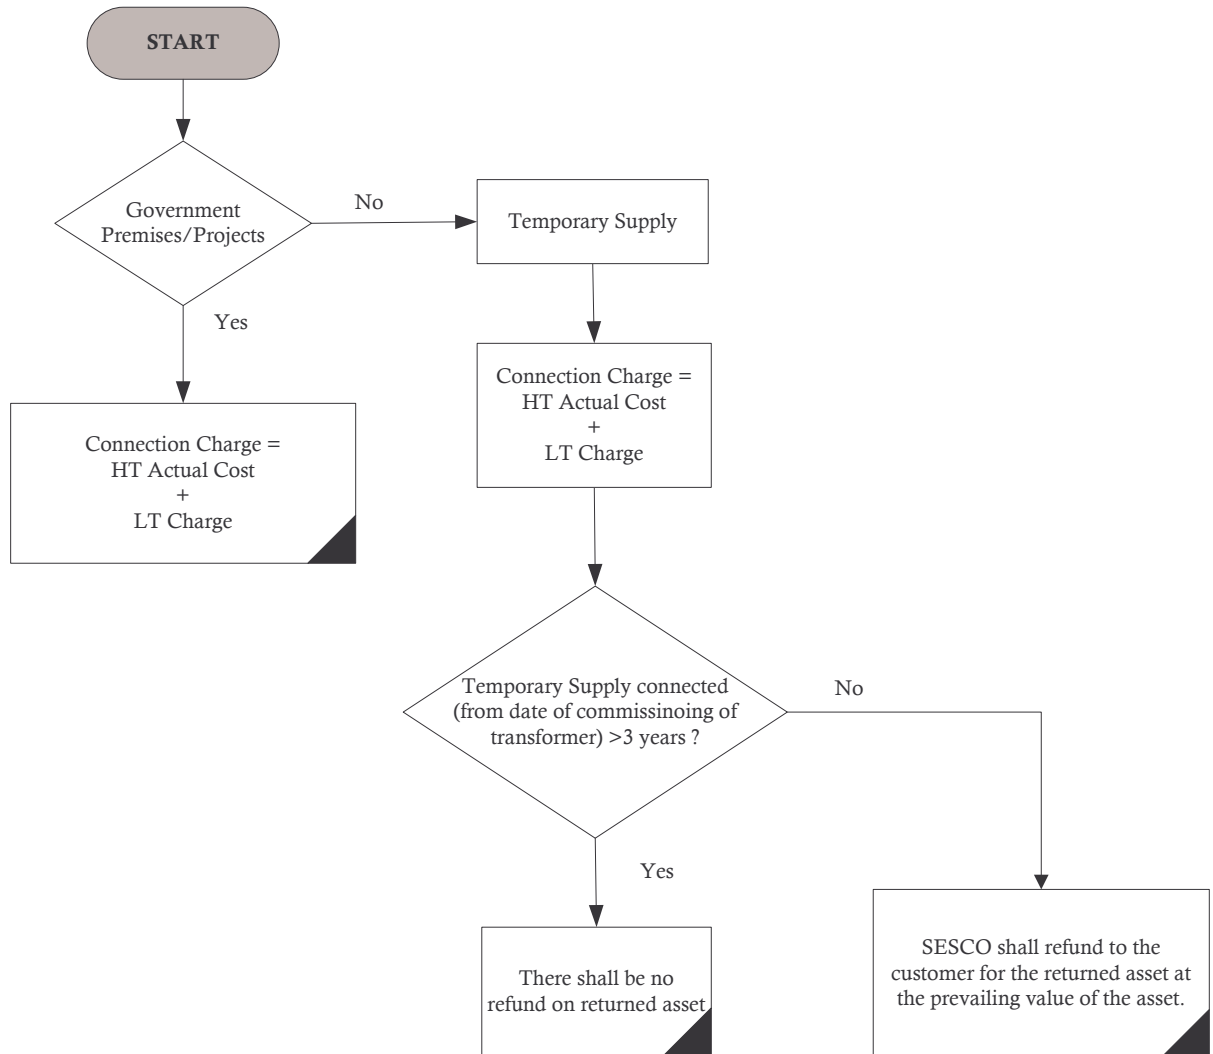 START
Government
Premises/Projects
No
Temporary Supply
Yes
Connection Charge =
HT Actual Cost
+
LT Charge
Connection Charge =
HT Actual Cost
+
LT Charge
Temporary Supply connected
(from date of commissinoing of
transformer) >3 years ?
No
Yes
There shall be no
refund on returned asset
SESCO shall refund to the
customer for the returned asset at
the prevailing value of the asset.